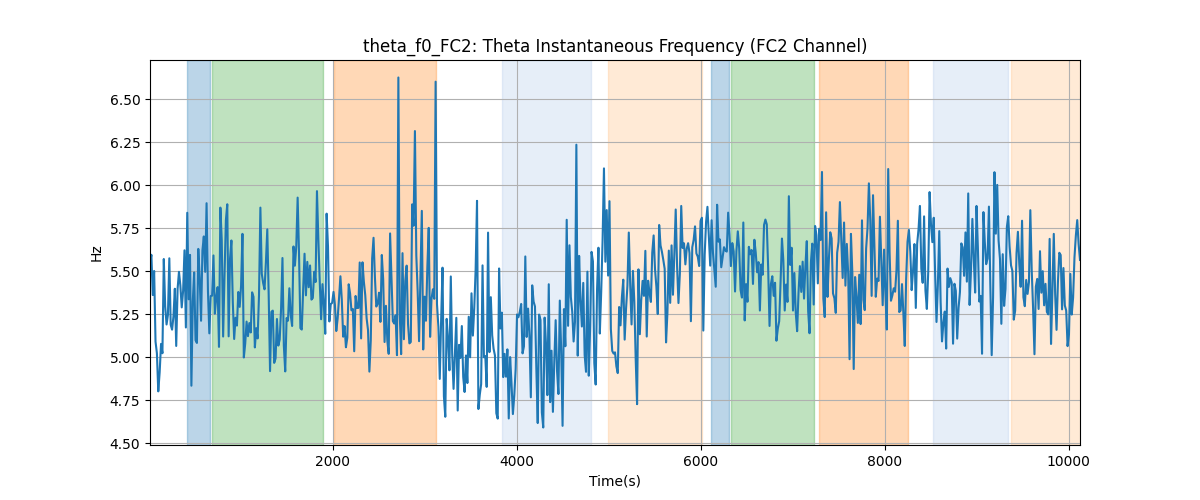 theta_f0_FC2: Theta Instantaneous Frequency (FC2 Channel)
6.50
6.25
6.00
5.75
5.50
5.25
5.00
4.75
4.50
Hz
2000 4000 6000 8000 10000
Time(s)